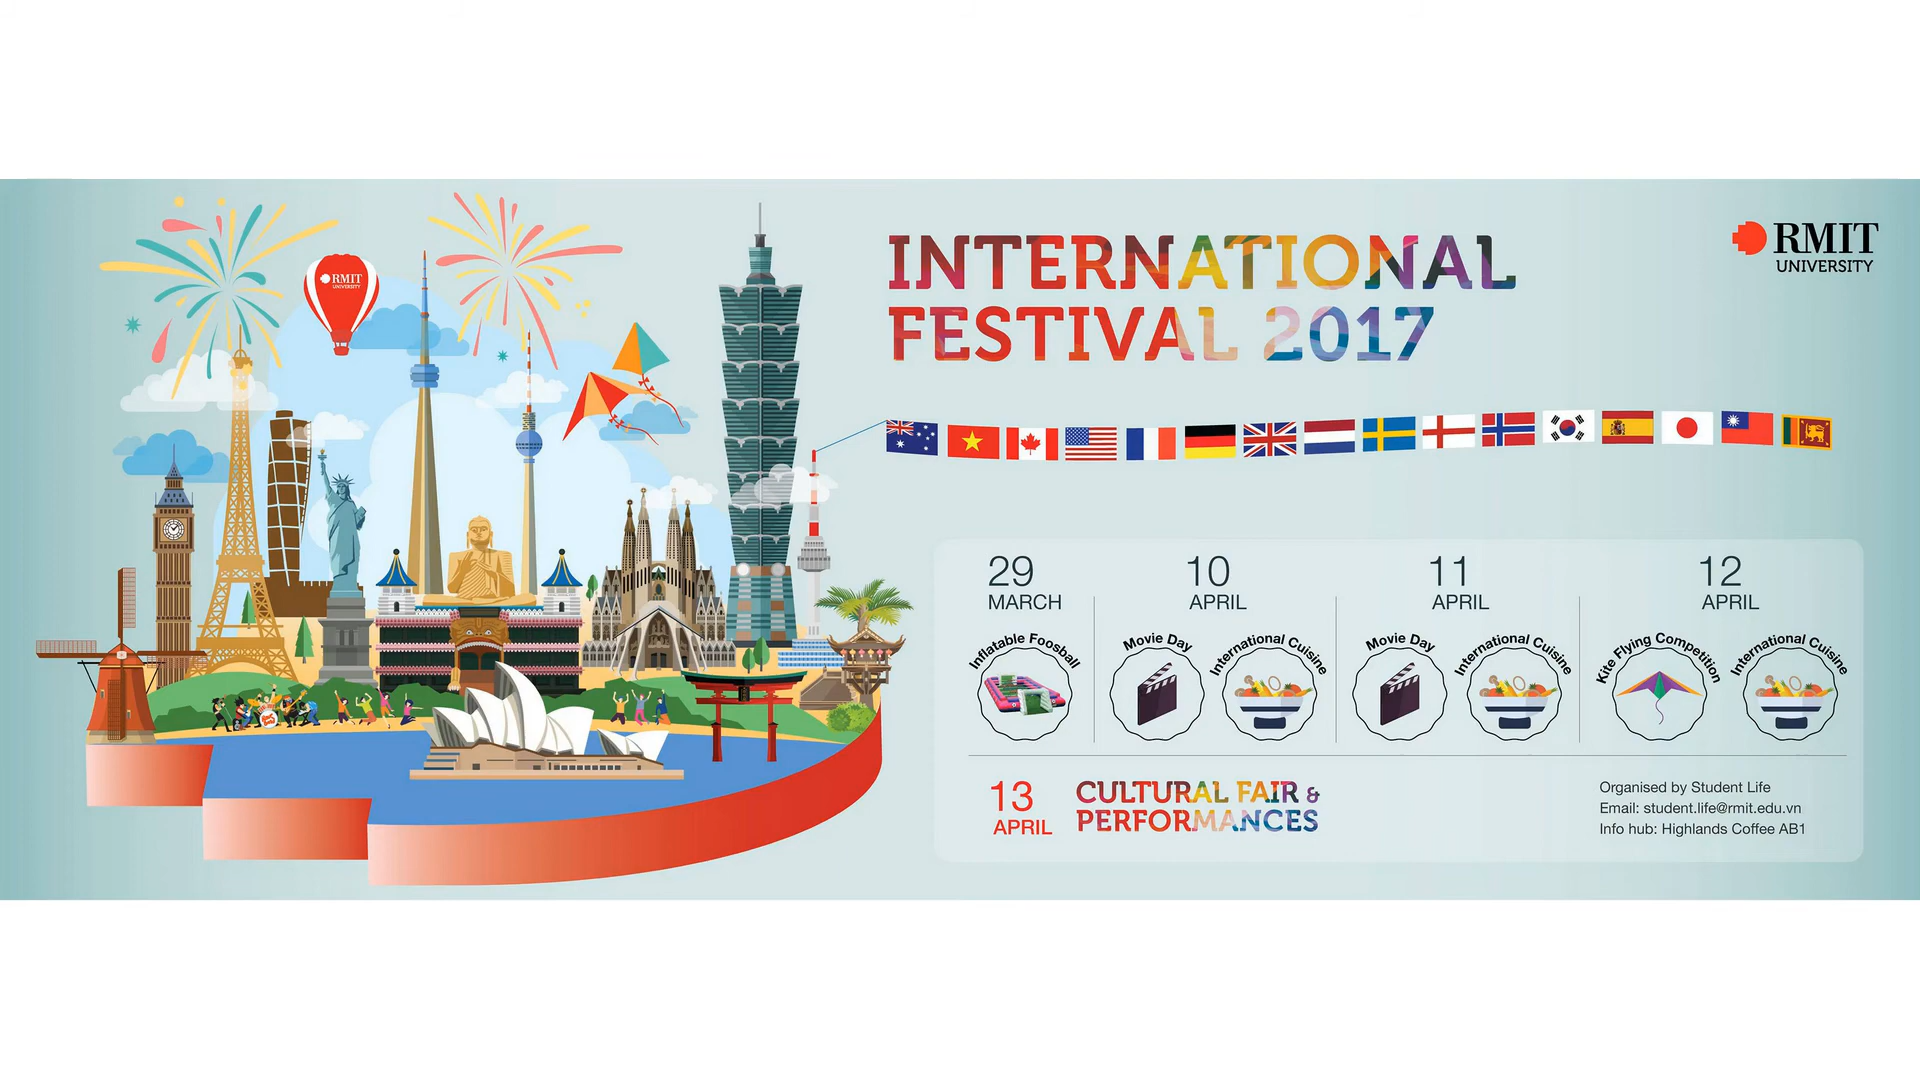 RMIT
UNIVERSITY
INTERNATIONAL
FESTIVAL 2017
RMIT
UNIVERSITY
29
MARCH
Inflatable Foosball
10
APRIL
Movie Day
International Cuisine
11
APRIL
Movie Day
International Cuisine
12
APRIL
Kite Flying Competition
International Cuisine
13
APRIL
CULTURAL FAIR &
PERFORMANCES
Organised by Student Life
Email: student.life@rmit.edu.vn
Info hub: Highlands Coffee AB1